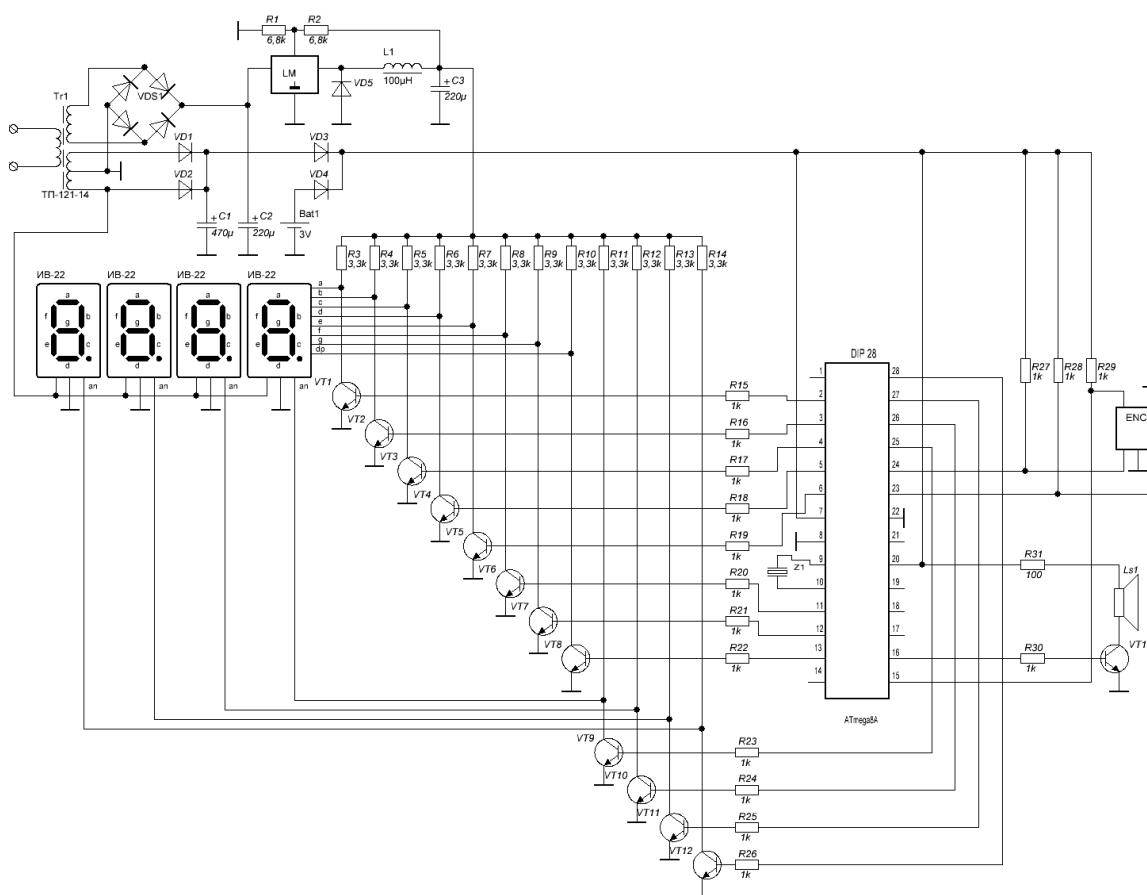 R1
6,8k
R2
6,8k
LM
L1
100µH
VD5
+ C3
220µ
Tr1
VDS1
VD1
VD2
VD3
VD4
ТП-121-14
+ C1
470µ
+ C2
220µ
Bat1
3V
R3
3,3k
R4
3,3k
R5
3,3k
R6
3,3k
R7
3,3k
R8
3,3k
R9
3,3k
R10
3,3k
R11
3,3k
R12
3,3k
R13
3,3k
R14
3,3k
ИВ-22
ИВ-22
ИВ-22
ИВ-22
a
f b
g
e c
d
an
a
f b
g
e c
d
an
a
f b
g
e c
d
an
a
f b
g
e c
d
an
a
b
c
d
e
f
g
dp
VT1
VT2
VT3
VT4
VT5
VT6
VT7
VT8
VT9
VT10
VT11
VT12
R15
1k
R16
1k
R17
1k
R18
1k
R19
1k
R20
1k
R21
1k
R22
1k
R23
1k
R24
1k
R25
1k
R26
1k
DIP 28
1 28
2 27
3 26
4 25
5 24
6 23
7 22
8 21
9 20
10 19
11 18
12 17
13 16
14 15
ATmega8A
Z1
R27
1k
R28
1k
R29
1k
ENC
R31
100
Ls1
R30
1k
VT1